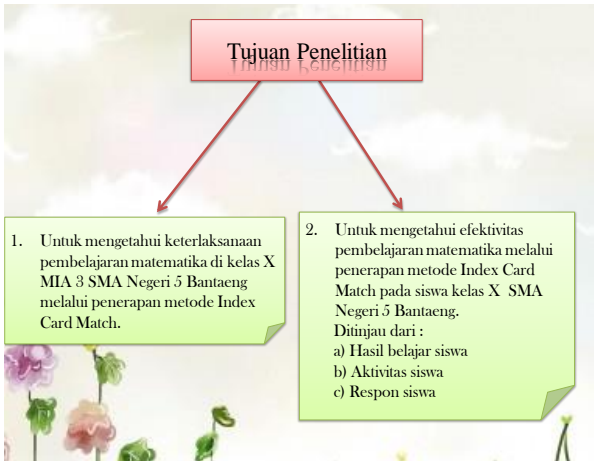 Tujuan Penelitian
1. Untuk mengetahui keterlaksanaan
pembelajaran matematika di kelas X
MIA 3 SMA Negeri 5 Bantaeng
melalui penerapan metode Index
Card Match.
2. Untuk mengetahui efektivitas
pembelajaran matematika melalui
penerapan metode Index Card
Match pada siswa kelas X SMA
Negeri 5 Bantaeng.
Ditinjau dari :
a) Hasil belajar siswa
b) Aktivitas siswa
c) Respon siswa